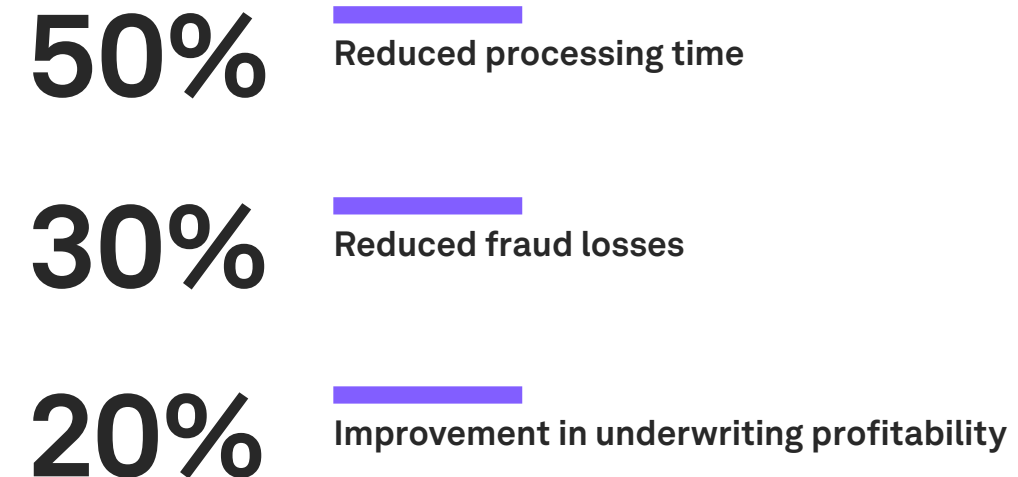 50%
Reduced processing time
30%
Reduced fraud losses
20%
Improvement in underwriting profitability